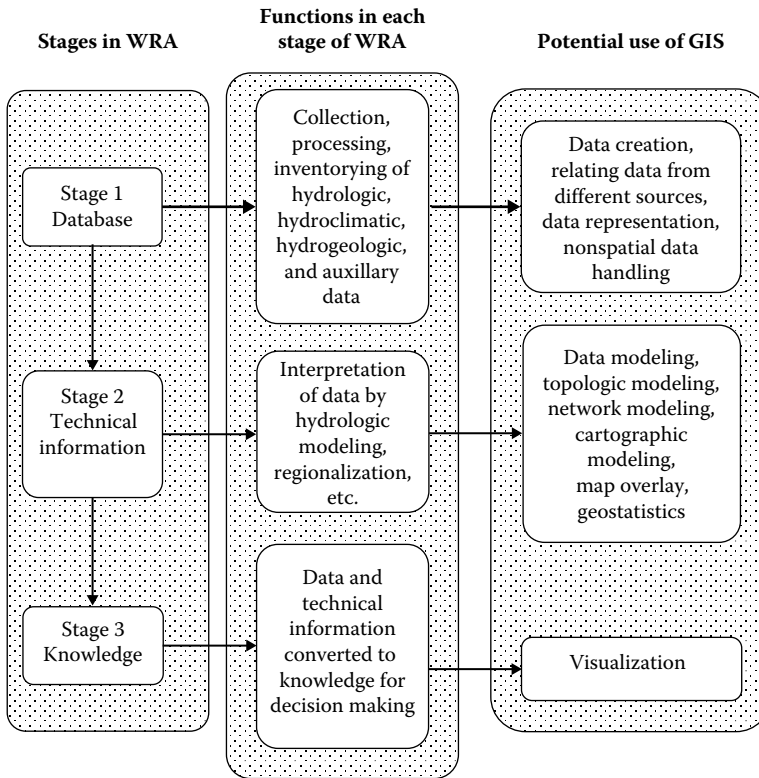 Stages in WRA
Functions in each
stage of WRA
Potential use of GIS
Stage 1
Database
Collection,
processing,
inventorying of
hydrologic,
hydroclimatic,
hydrogeologic,
and auxillary
data
Data creation,
relating data from
different sources,
data representation,
nonspatial data
handling
Stage 2
Technical
information
Interpretation
of data by
hydrologic
modeling,
regionalization,
etc.
Data modeling,
topologic modeling,
network modeling,
cartographic
modeling,
map overlay,
geostatistics
Stage 3
Knowledge
Data and
technical
information
converted to
knowledge for
decision making
Visualization